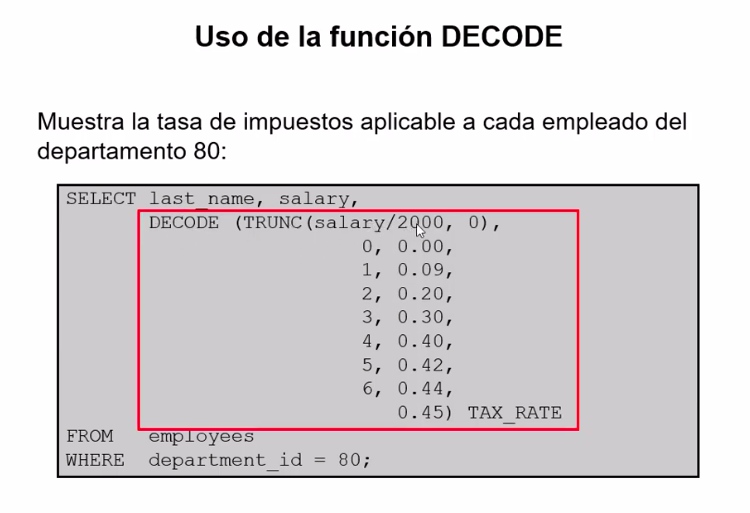 Uso de la función DECODE
Muestra la tasa de impuestos aplicable a cada empleado del
departamento 80:
SELECT last_name, salary,
DECODE (TRUNC(salary/2000, 0),
0, 0.00,
1, 0.09,
2, 0.20,
3, 0.30,
4, 0.40,
5, 0.42,
6, 0.44,
0.45) TAX_RATE
FROM employees
WHERE department_id = 80;